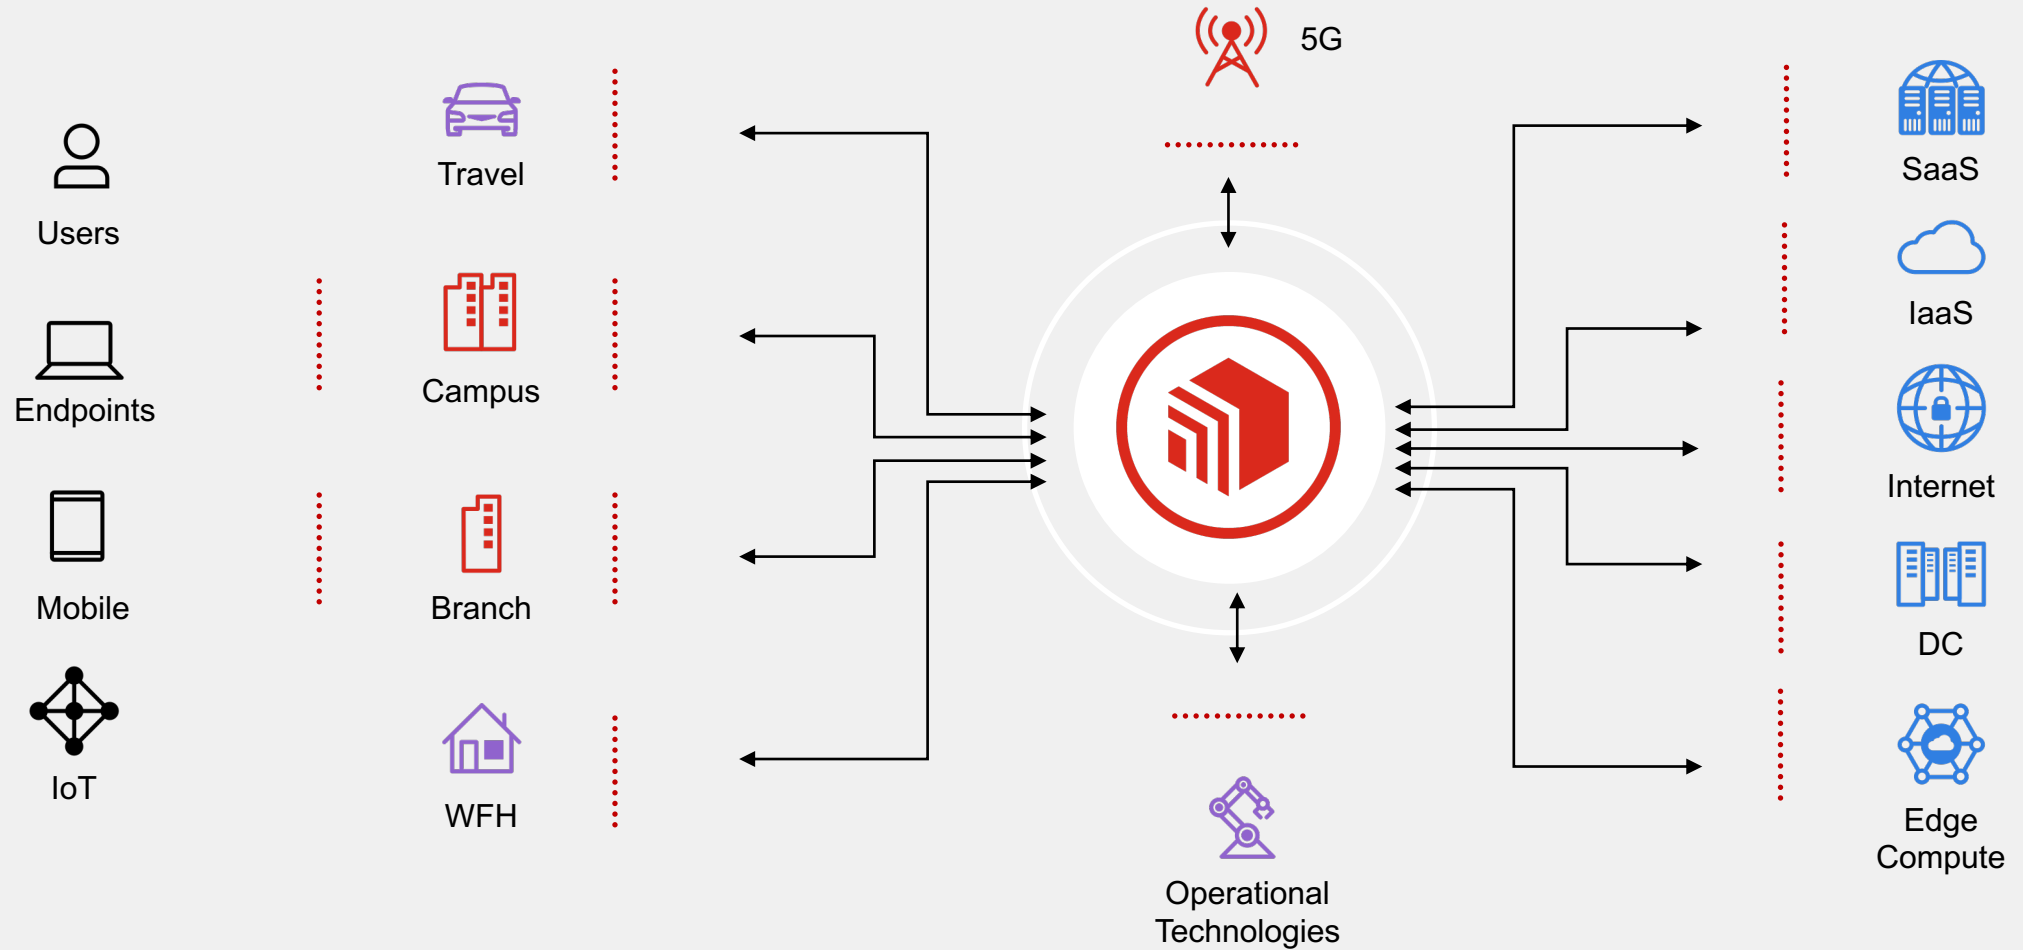 5G
Travel
Users
Campus
Endpoints
Branch
Mobile
WFH
IoT
SaaS
IaaS
Internet
DC
Edge
Compute
Operational
Technologies